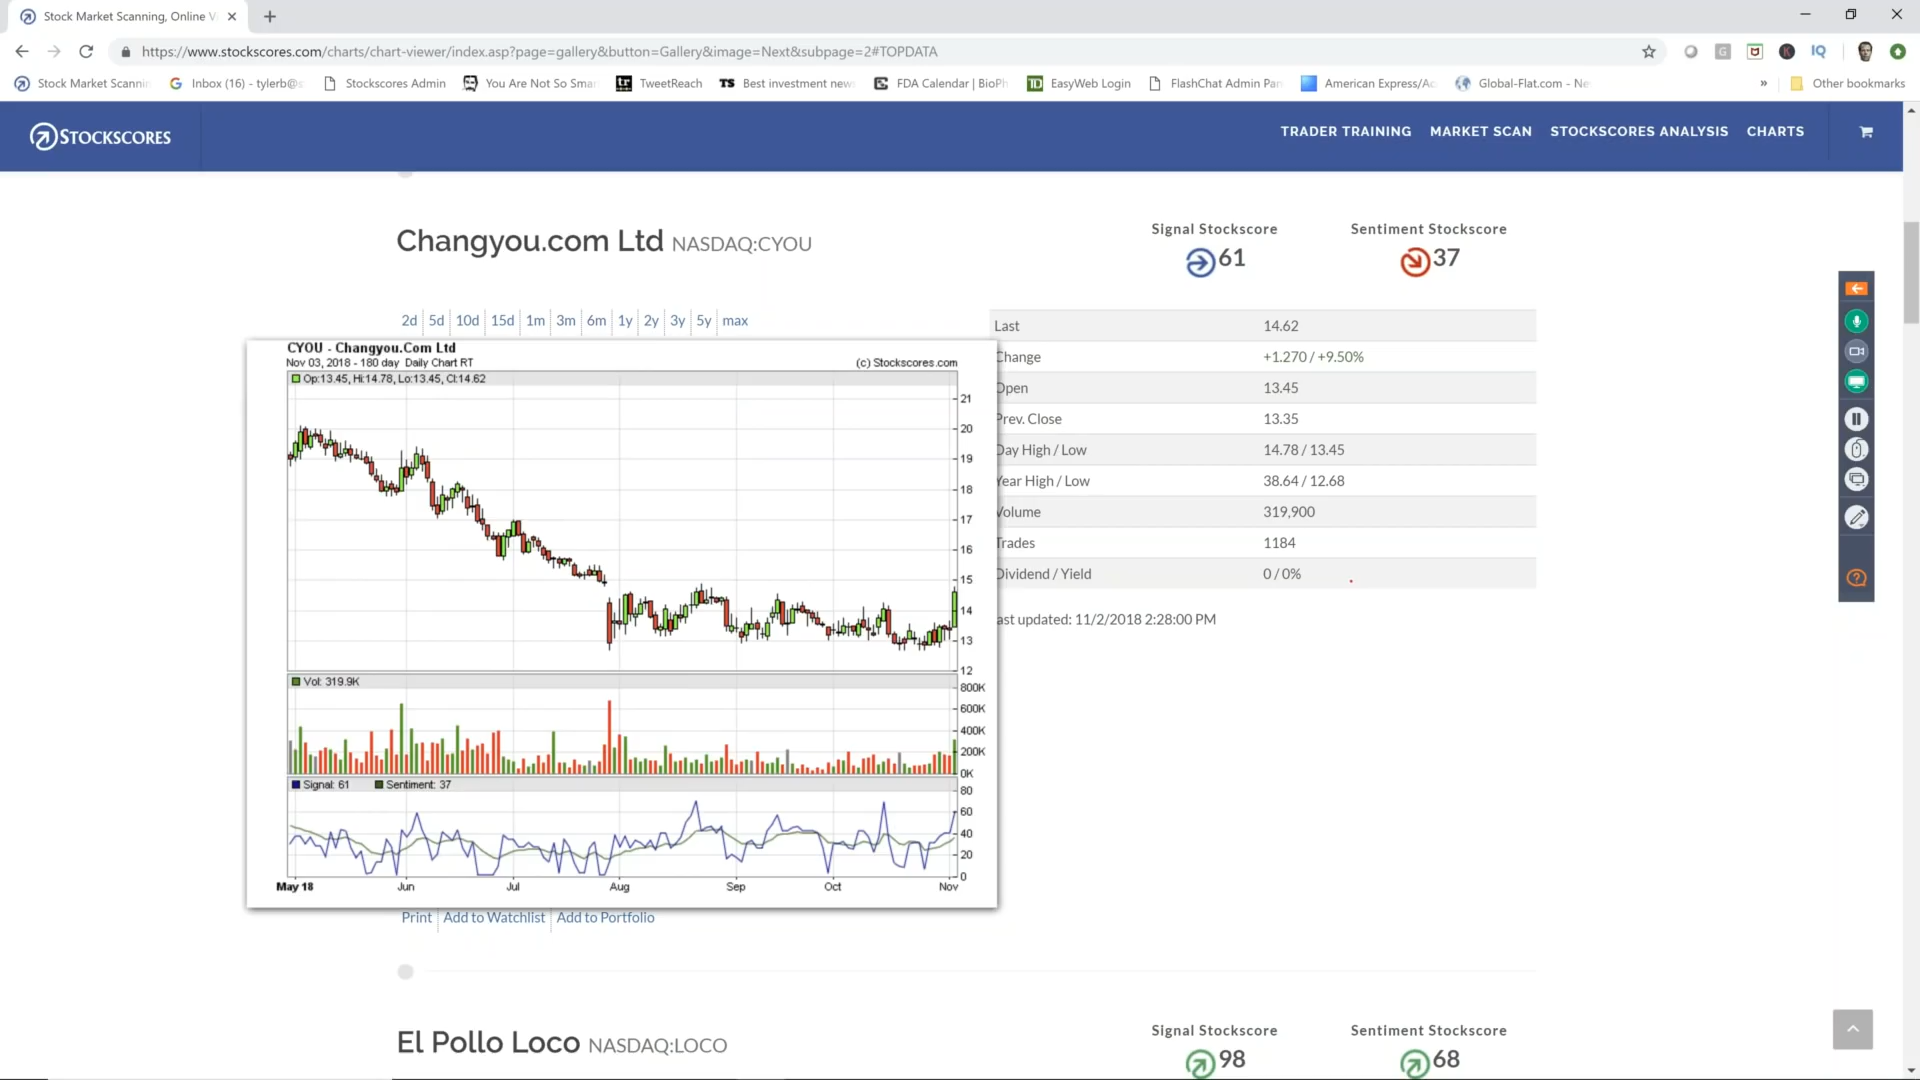 Stock Market Scanning, Online V
https://www.stockscores.com/charts/chart-viewer/index.asp?page=gallery&button=Gallery&image=Next&subpage=2#TOPDATA
Stock Market Scannin
Inbox (16) - tylerb@s
Stockscores Admin
You Are Not So Smar
TweetReach
Best investment new
FDA Calendar | BioPh
EasyWeb Login
FlashChat Admin Pan
American Express/Ac
Global-Flat.com - Ne
»
Other bookmarks
STOCKSCORES
TRADER TRAINING
MARKET SCAN
STOCKSCORES ANALYSIS
CHARTS
Changyou.com Ltd NASDAQ:CYOU
Signal Stockscore
61
Sentiment Stockscore
37
2d 5d 10d 15d 1m 3m 6m 1y 2y 3y 5y max
CYOU - Changyou.Com Ltd
Nov 03, 2018 - 180 day Daily Chart RT
(c) Stockscores.com
Op:13.45, Hi:14.78, Lo:13.45, Cl:14.62
21
20
19
18
17
16
15
14
13
12
Vol: 319.9K
800K
600K
400K
200K
0K
Signal: 61 Sentiment: 37
80
60
40
20
0
May 18 Jun Jul Aug Sep Oct Nov
Last 14.62
Change +1.270 / +9.50%
Open 13.45
Prev. Close 13.35
Day High / Low 14.78 / 13.45
Year High / Low 38.64 / 12.68
Volume 319,900
Trades 1184
Dividend / Yield 0 / 0%
ast updated: 11/2/2018 2:28:00 PM
Print Add to Watchlist Add to Portfolio
El Pollo Loco NASDAQ:LOCO
Signal Stockscore
98
Sentiment Stockscore
68